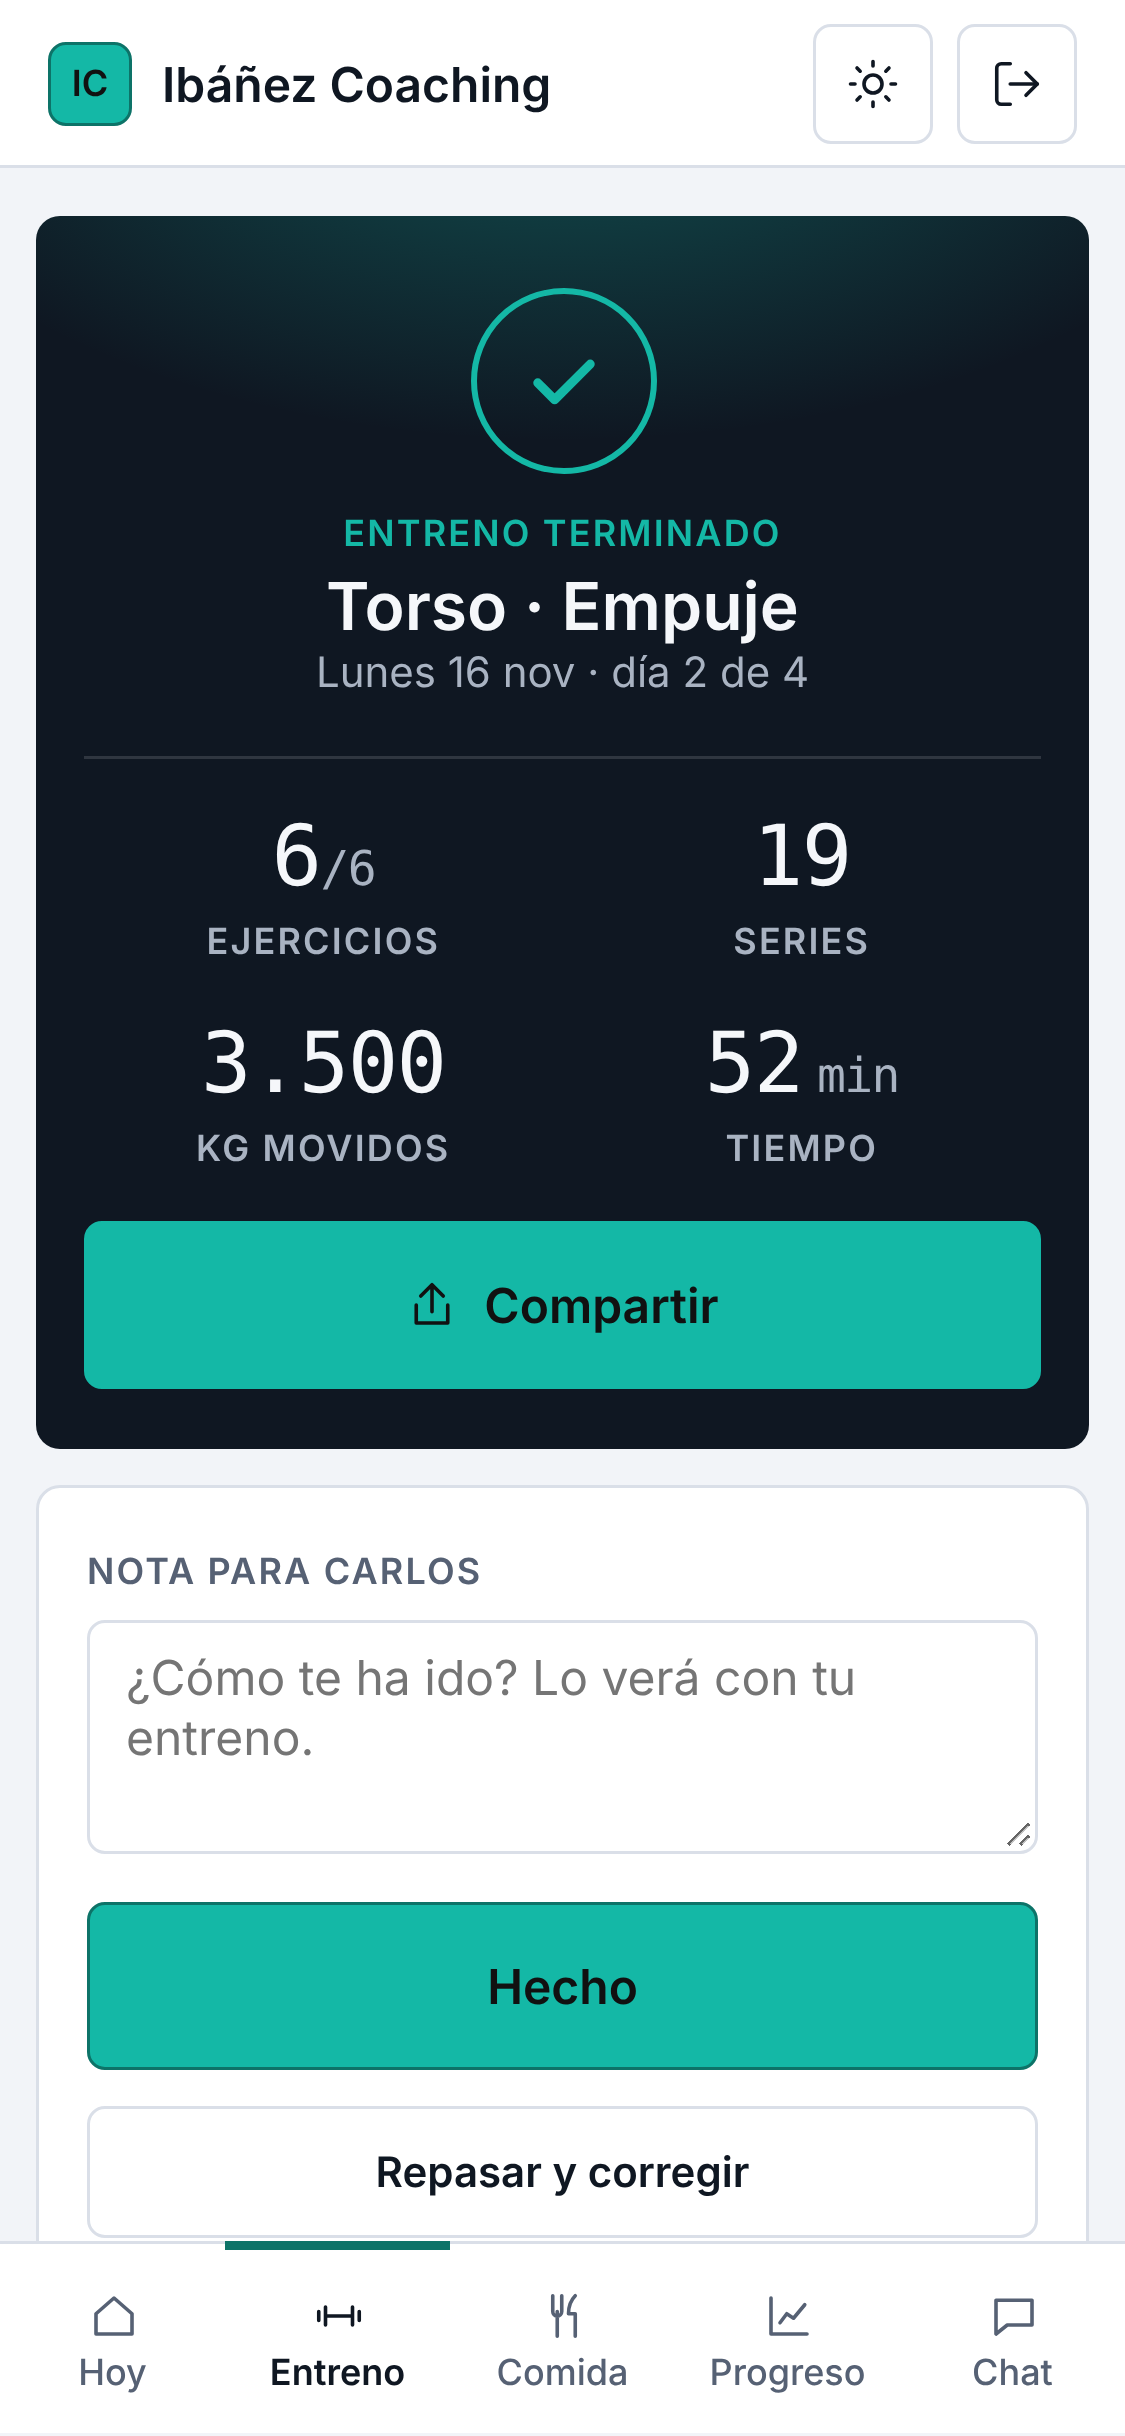 IC
Ibáñez Coaching
ENTRENO TERMINADO
Torso · Empuje
Lunes 16 nov · día 2 de 4
6/6
EJERCICIOS
19
SERIES
3.500
KG MOVIDOS
52 min
TIEMPO
Compartir
NOTA PARA CARLOS
¿Cómo te ha ido? Lo verá con tu
entreno.
Hecho
Repasar y corregir
Hoy
Entreno
Comida
Progreso
Chat